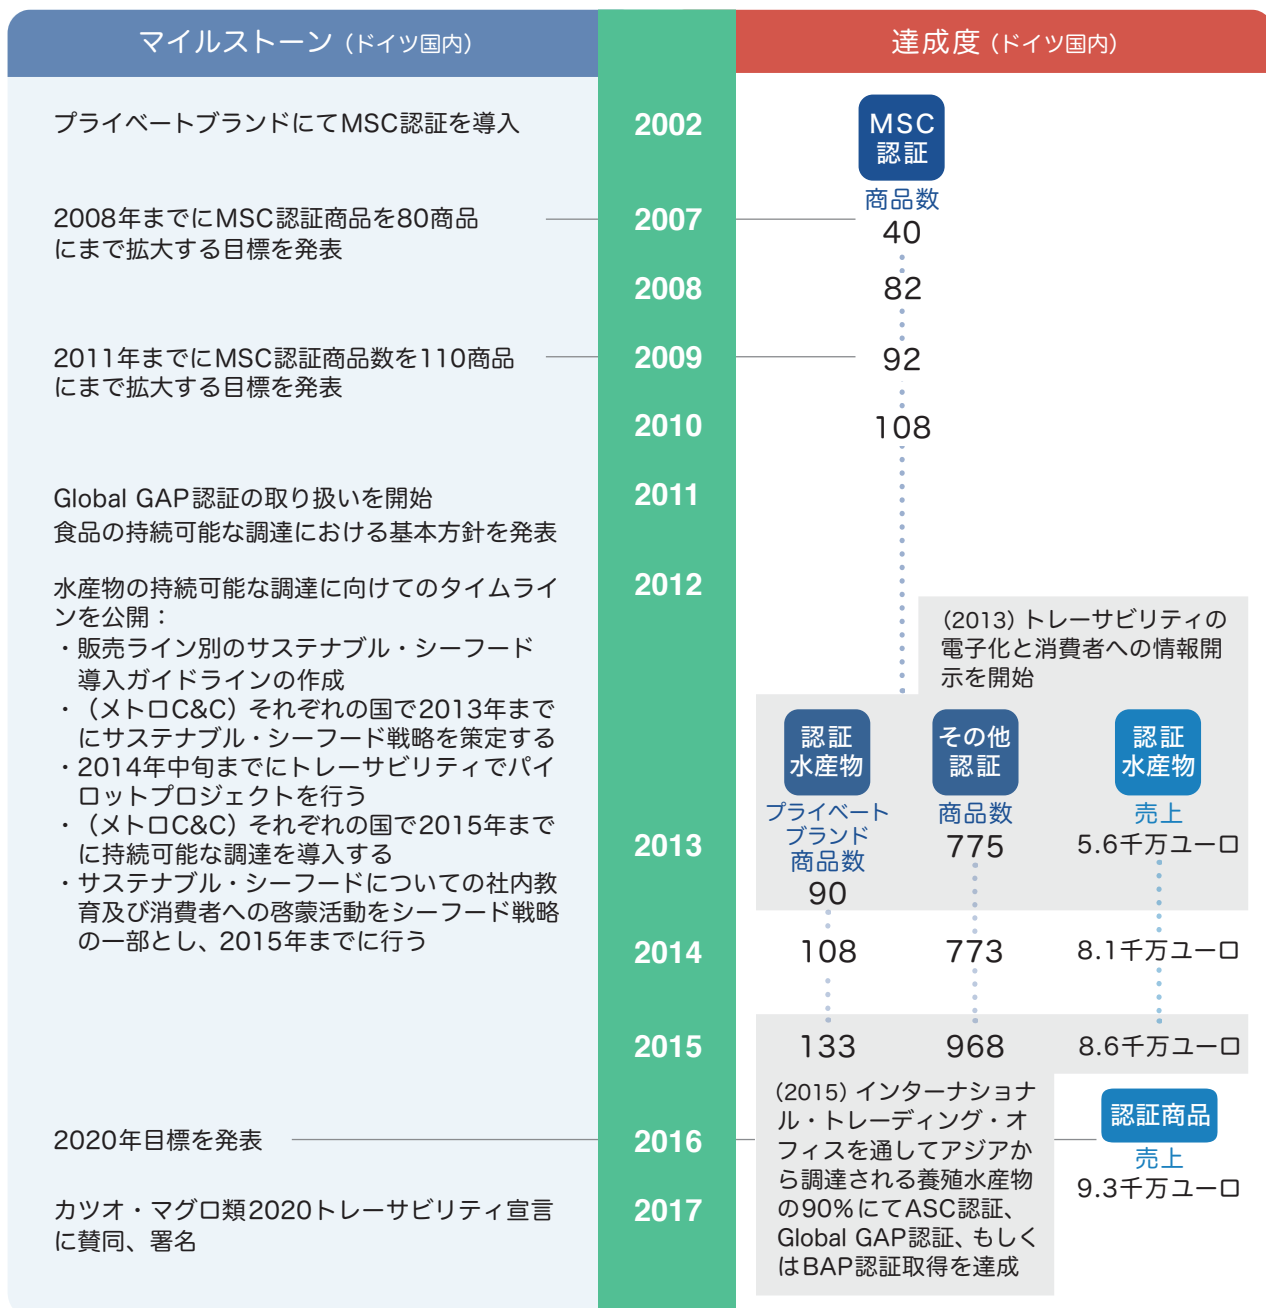 マイルストーン（ドイツ国内）
達成度（ドイツ国内）
プライベートブランドにてMSC認証を導入
2002
MSC
認証
商品数
2008年までにMSC認証商品を80商品
にまで拡大する目標を発表
2007
40
2008
82
2011年までにMSC認証商品数を110商品
にまで拡大する目標を発表
2009
92
2010
108
Global GAP認証の取り扱いを開始
食品の持続可能な調達における基本方針を発表
2011
水産物の持続可能な調達に向けてのタイムライ
ンを公開：
・販売ライン別のサステナブル・シーフード
導入ガイドラインの作成
・（メトロC&C）それぞれの国で2013年まで
にサステナブル・シーフード戦略を策定する
・2014年中旬までにトレーサビリティでパイ
ロットプロジェクトを行う
・（メトロC&C）それぞれの国で2015年まで
に持続可能な調達を導入する
・サステナブル・シーフードについての社内教
育及び消費者への啓蒙活動をシーフード戦略
の一部とし、2015年までに行う
2012
（2013）トレーサビリティの
電子化と消費者への情報開
示を開始
認証
水産物
プライベート
ブランド
商品数
その他
認証
商品数
認証
水産物
売上
2013
90
775
5.6千万ユーロ
2014
108
773
8.1千万ユーロ
2015
133
968
8.6千万ユーロ
（2015）インターナショナ
ル・トレーディング・オ
フィスを通してアジアか
ら調達される養殖水産物
の90％にてASC認証、
Global GAP認証、もしく
はBAP認証取得を達成
2020年目標を発表
2016
認証商品
売上
9.3千万ユーロ
カツオ・マグロ類2020トレーサビリティ宣言
に賛同、署名
2017